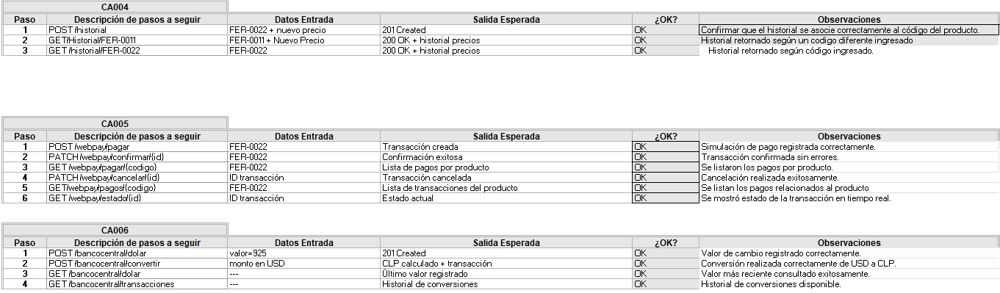 CA004
Paso Descripción de pasos a seguir Datos Entrada Salida Esperada ¿OK? Observaciones
1 POST /historial FER-0022 + nuevo precio 201 Created OK Confirmar que el historial se asocie correctamente al código del producto.
2 GET/Historial/FER-0011 FER-0011 + Nuevo Precio 200 OK + historial precios OK Historial retornado según un codigo diferente ingresado
3 GET /historial/FER-0022 FER-0022 200 OK + historial precios OK Historial retornado según código ingresado.
CA005
Paso Descripción de pasos a seguir Datos Entrada Salida Esperada ¿OK? Observaciones
1 POST /webpay/pagar FER-0022 Transacción creada OK Simulación de pago registrada correctamente.
2 PATCH /webpay/confirmar/{id} FER-0022 Confirmación exitosa OK Transacción confirmada sin errores.
3 GET /webpay/pagar/{codigo} FER-0022 Lista de pagos por producto OK Se listaron los pagos por producto.
4 PATCH /webpay/cancelar/{id} ID transacción Transacción cancelada OK Cancelación realizada exitosamente.
5 GET/webpay/pagos/{codigo} FER-0022 Lista de transacciones del producto OK Se listan los pagos relacionados al producto
6 GET /webpay/estado/{id} ID transacción Estado actual OK Se mostró estado de la transacción en tiempo real.
CA006
Paso Descripción de pasos a seguir Datos Entrada Salida Esperada ¿OK? Observaciones
1 POST /bancocentral/dolar valor=925 201 Created OK Valor de cambio registrado correctamente.
2 POST /bancocentral/convertir monto en USD CLP calculado + transacción OK Conversión realizada correctamente de USD a CLP.
3 GET /bancocentral/dolar --- Último valor registrado OK Valor más reciente consultado exitosamente.
4 GET /bancocentral/transacciones --- Historial de conversiones OK Historial de conversiones disponible.